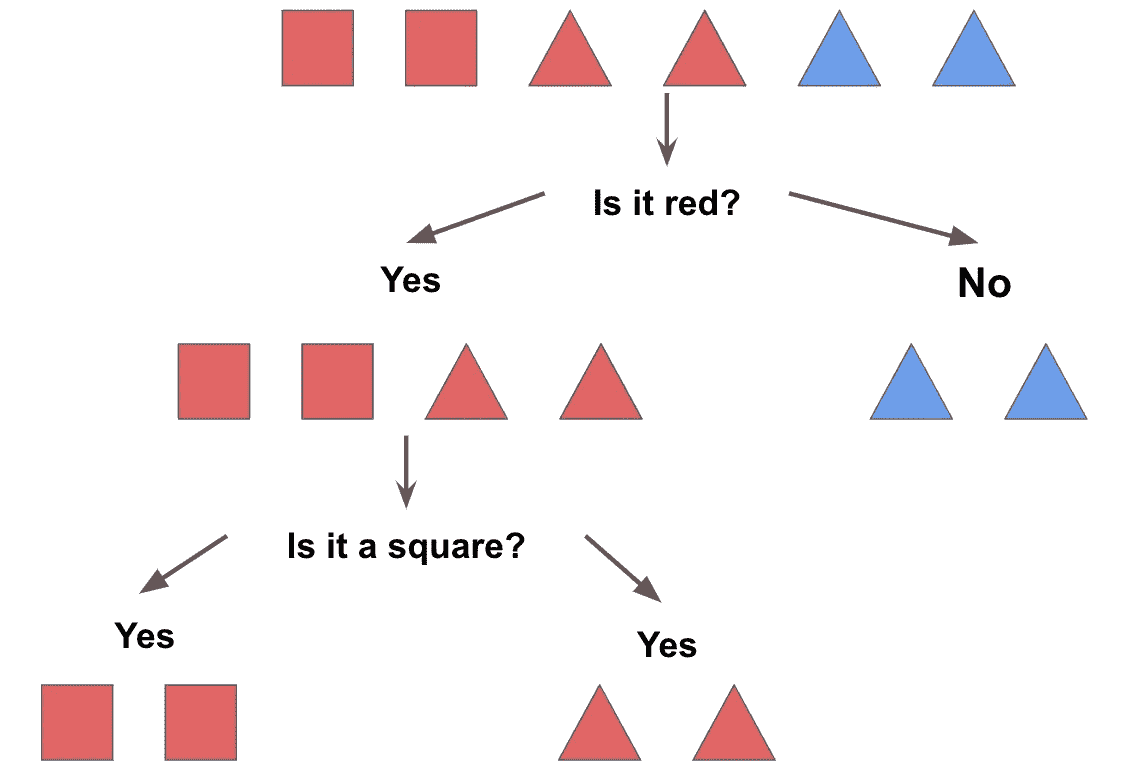 Is it red?
Yes
No
Is it a square?
Yes
Yes